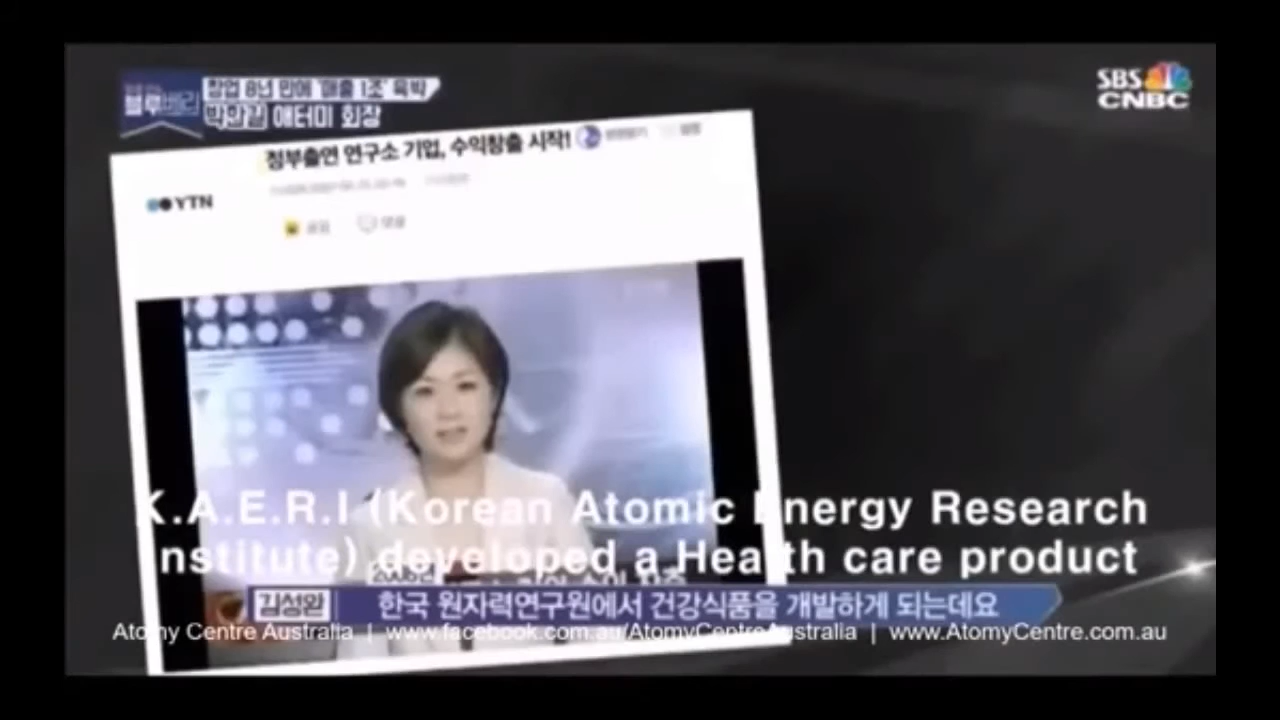 블루베리
창업 8년 만에 '매출 1조' 육박
박한길 애터미 회장
SBS
CNBC
정부출연 연구소 기업, 수익창출 시작!
YTN
댓글
K.A.E.R.I (Korean Atomic Energy Research
Institute) developed a Health care product
김성완
한국 원자력연구원에서 건강식품을 개발하게 되는데요
Atomy Centre Australia | www.facebook.com.au/AtomyCentreAustralia | www.AtomyCentre.com.au